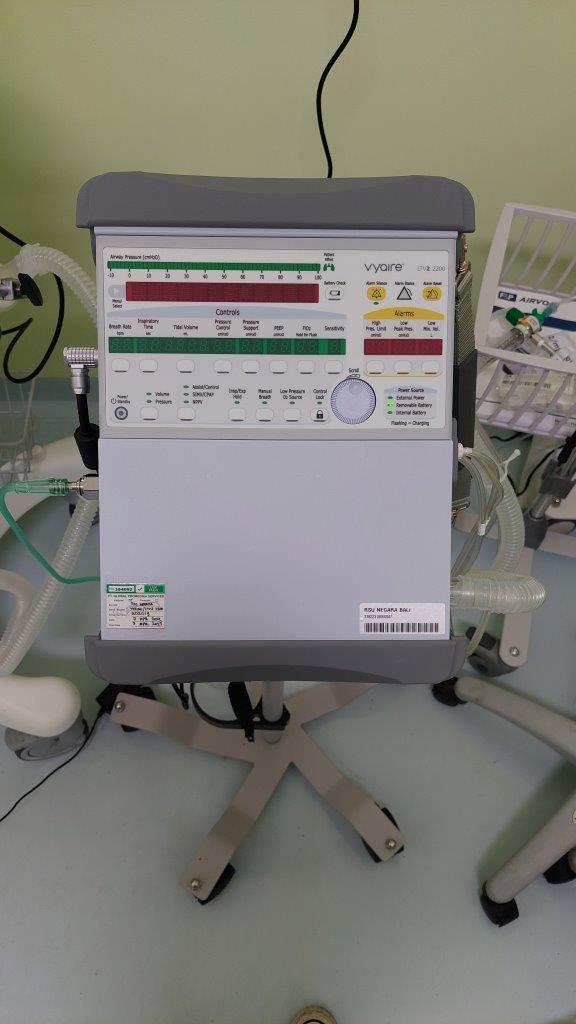 Airway Pressure (cmH2O)
-10 0 10 20 30 40 50 60 70 80 90 100
Patient Effort
vyaire
LTV2 2200
Menu/
Select
Battery Check
Alarm Silence
Alarm Status
Alarm Reset
Controls
Alarms
Breath Rate
bpm
Inspiratory
Time
sec.
Tidal Volume
mL
Pressure
Control
cmH2O
Pressure
Support
cmH2O
PEEP
cmH2O
FiO2
Hold for Flush
Sensitivity
High
Pres. Limit
cmH2O
Low
Peak Pres.
cmH2O
Low
Min. Vol.
L
Scroll
Power/
Standby
Volume
Pressure
Assist/Control
SIMV/CPAP
NPPV
Insp/Exp
Hold
Manual
Breath
Low Pressure
O2 Source
Control
Lock
Power Source
External Power
Removable Battery
Internal Battery
Flashing = Charging
RSU NEGARA BALI
F&P AIRVO